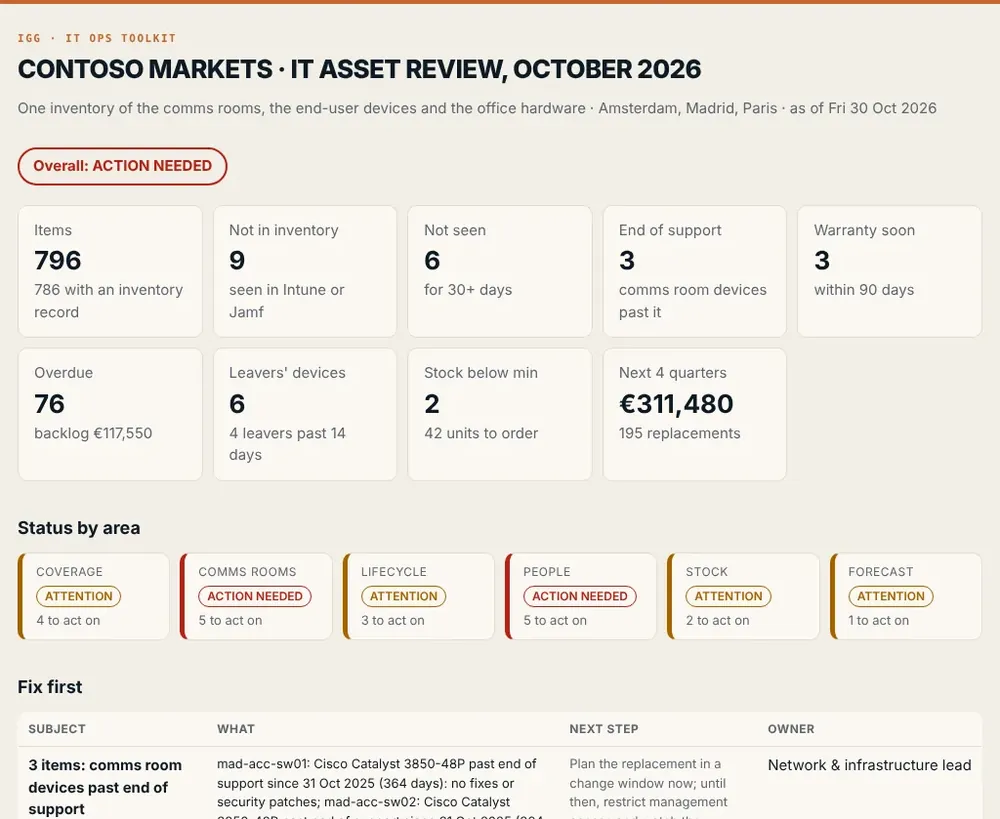 IGG · IT OPS TOOLKIT
CONTOSO MARKETS · IT ASSET REVIEW, OCTOBER 2026
One inventory of the comms rooms, the end-user devices and the office hardware · Amsterdam, Madrid, Paris · as of Fri 30 Oct 2026
Overall: ACTION NEEDED
Items
796
786 with an inventory
record
Not in inventory
9
seen in Intune or
Jamf
Not seen
6
for 30+ days
End of support
3
comms room devices
past it
Warranty soon
3
within 90 days
Overdue
76
backlog €117,550
Leavers' devices
6
4 leavers past 14
days
Stock below min
2
42 units to order
Next 4 quarters
€311,480
195 replacements
Status by area
COVERAGE
ATTENTION
4 to act on
COMMS ROOMS
ACTION NEEDED
5 to act on
LIFECYCLE
ATTENTION
3 to act on
PEOPLE
ACTION NEEDED
5 to act on
STOCK
ATTENTION
2 to act on
FORECAST
ATTENTION
1 to act on
Fix first
SUBJECT WHAT NEXT STEP OWNER
3 items: comms room
devices past end of
support
mad-acc-sw01: Cisco Catalyst 3850-48P past end of
support since 31 Oct 2025 (364 days): no fixes or
security patches; mad-acc-sw02: Cisco Catalyst
Plan the replacement in a
change window now; until
then, restrict management
Network & infrastructure lead